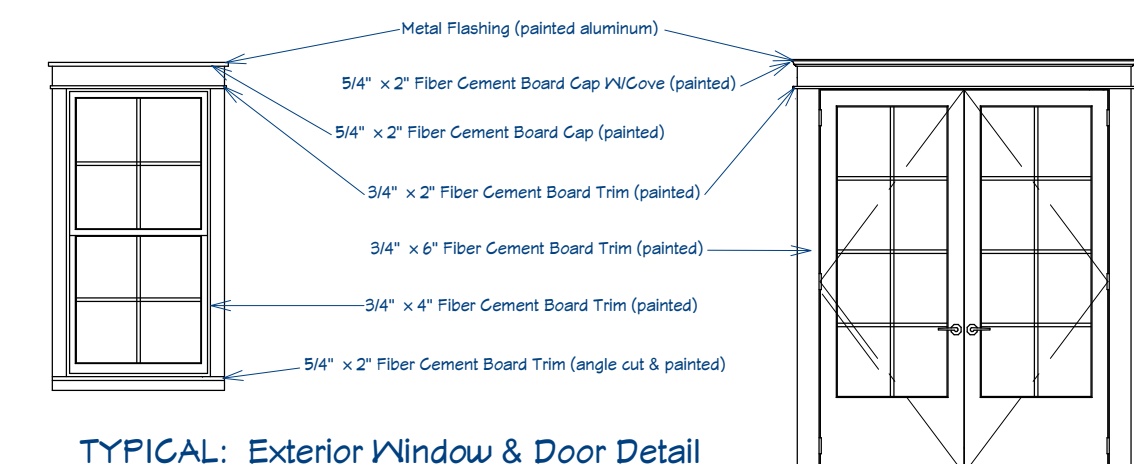 Metal Flashing (painted aluminum)
5/4" x 2" Fiber Cement Board Cap W/Cove (painted)
5/4" x 2" Fiber Cement Board Cap (painted)
3/4" x 2" Fiber Cement Board Trim (painted)
3/4" x 6" Fiber Cement Board Trim (painted)
3/4" x 4" Fiber Cement Board Trim (painted)
5/4" x 2" Fiber Cement Board Trim (angle cut & painted)
TYPICAL: Exterior Window & Door Detail